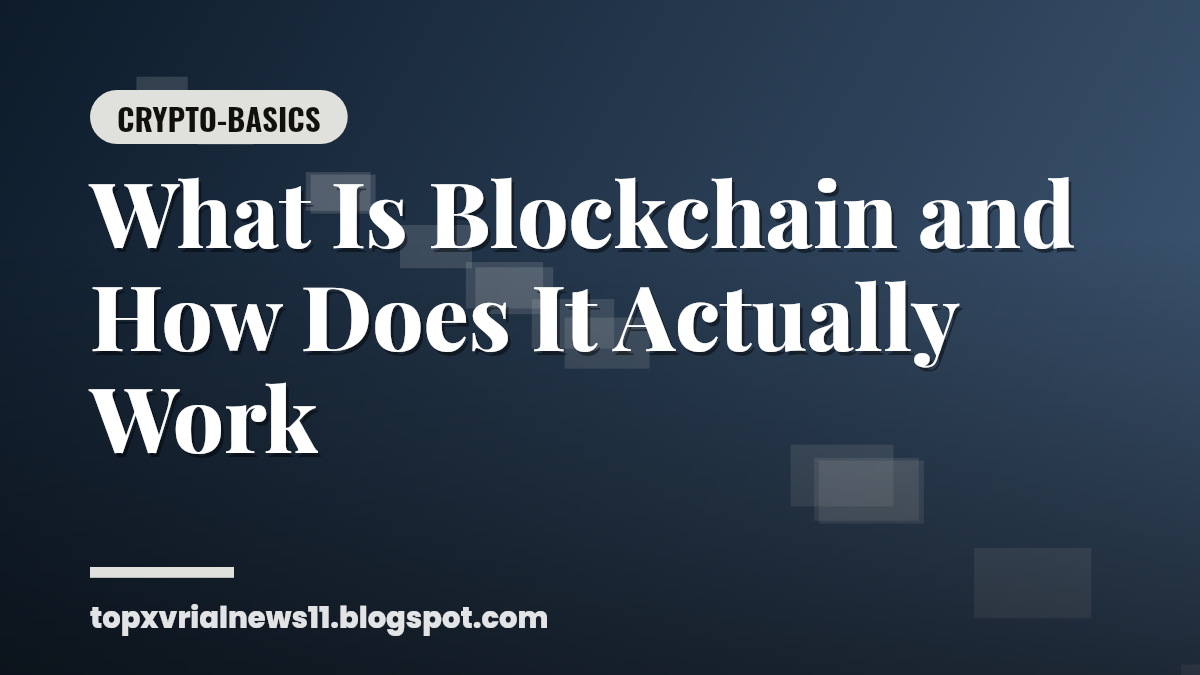 CRYPTO-BASICS
What Is Blockchain and
How Does It Actually
Work
topxvrialnews11.blogspot.com